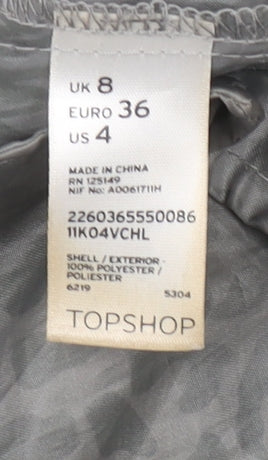 UK 8
EURO 36
US 4
MADE IN CHINA
RN 125149
NIF No: A0061711H
2260365550086
11K04VCHL
SHELL / EXTERIOR -
100% POLYESTER /
POLIESTER
6219 5304
TOPSHOP